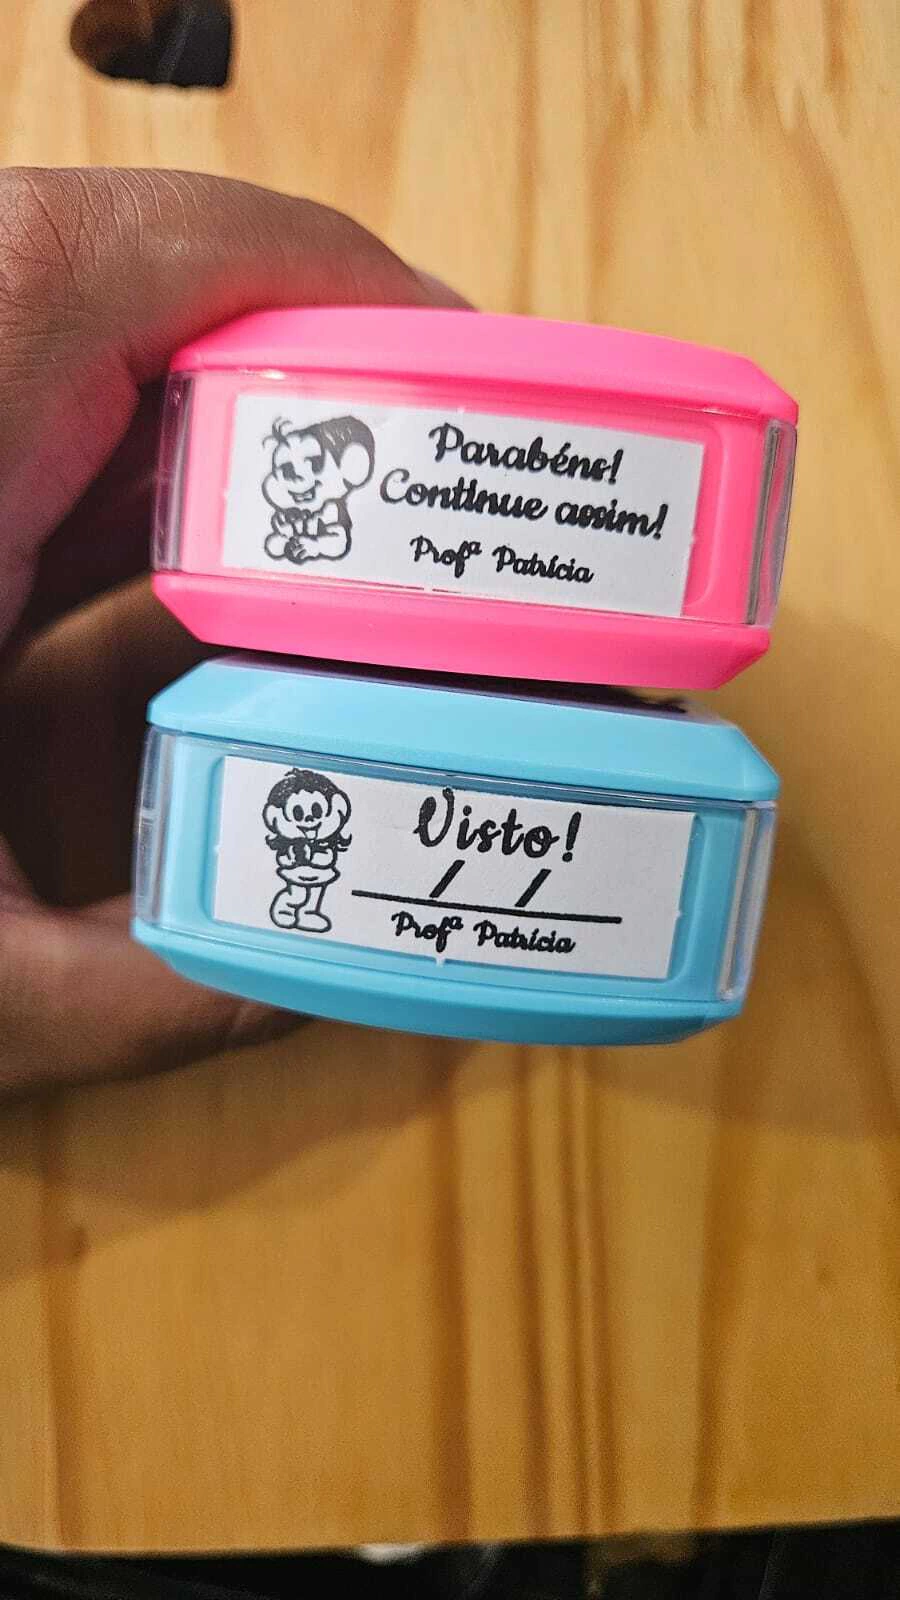 Parabéns!
Continue assim!
Profª Patrícia
Visto!
/ /
Profª Patrícia